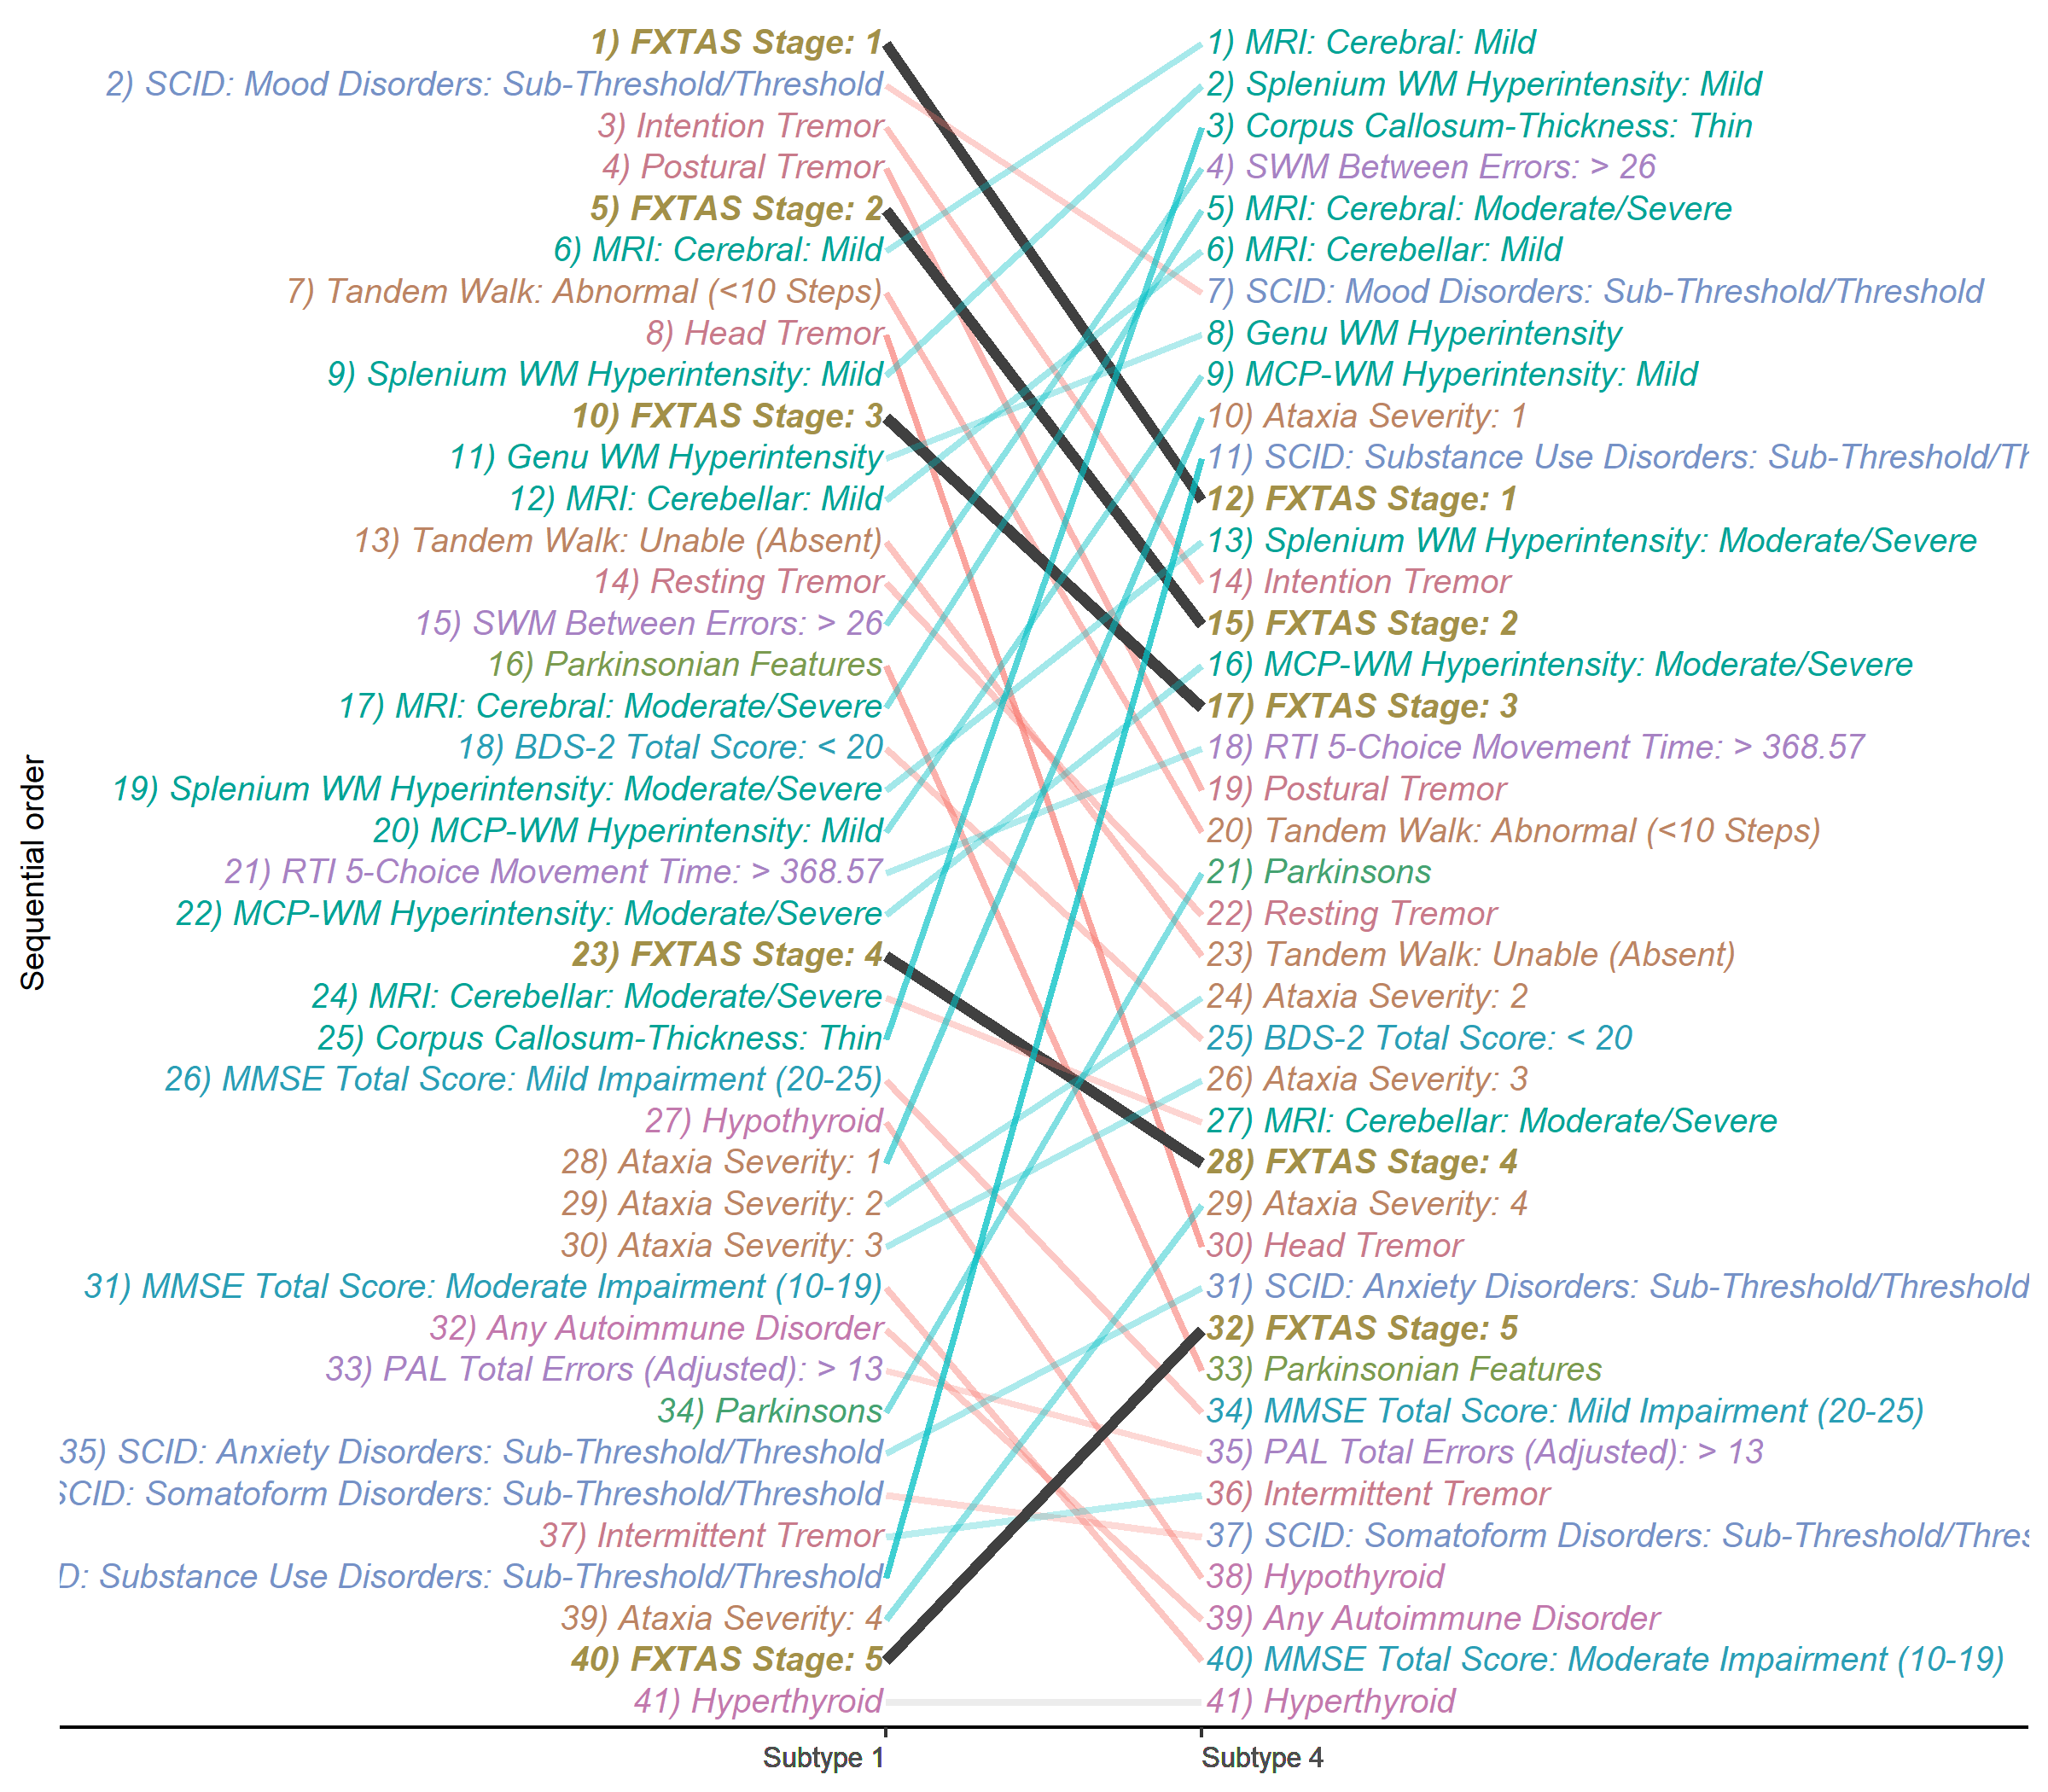 1) FXTAS Stage: 1
2) SCID: Mood Disorders: Sub-Threshold/Threshold
3) Intention Tremor
4) Postural Tremor
5) FXTAS Stage: 2
6) MRI: Cerebral: Mild
7) Tandem Walk: Abnormal (<10 Steps)
8) Head Tremor
9) Splenium WM Hyperintensity: Mild
10) FXTAS Stage: 3
11) Genu WM Hyperintensity
12) MRI: Cerebellar: Mild
13) Tandem Walk: Unable (Absent)
14) Resting Tremor
15) SWM Between Errors: > 26
16) Parkinsonian Features
17) MRI: Cerebral: Moderate/Severe
18) BDS-2 Total Score: < 20
19) Splenium WM Hyperintensity: Moderate/Severe
20) MCP-WM Hyperintensity: Mild
21) RTI 5-Choice Movement Time: > 368.57
22) MCP-WM Hyperintensity: Moderate/Severe
23) FXTAS Stage: 4
24) MRI: Cerebellar: Moderate/Severe
25) Corpus Callosum-Thickness: Thin
26) MMSE Total Score: Mild Impairment (20-25)
27) Hypothyroid
28) Ataxia Severity: 1
29) Ataxia Severity: 2
30) Ataxia Severity: 3
31) MMSE Total Score: Moderate Impairment (10-19)
32) Any Autoimmune Disorder
33) PAL Total Errors (Adjusted): > 13
34) Parkinsons
35) SCID: Anxiety Disorders: Sub-Threshold/Threshold
SCID: Somatoform Disorders: Sub-Threshold/Threshold
37) Intermittent Tremor
D: Substance Use Disorders: Sub-Threshold/Threshold
39) Ataxia Severity: 4
40) FXTAS Stage: 5
41) Hyperthyroid
1) MRI: Cerebral: Mild
2) Splenium WM Hyperintensity: Mild
3) Corpus Callosum-Thickness: Thin
4) SWM Between Errors: > 26
5) MRI: Cerebral: Moderate/Severe
6) MRI: Cerebellar: Mild
7) SCID: Mood Disorders: Sub-Threshold/Threshold
8) Genu WM Hyperintensity
9) MCP-WM Hyperintensity: Mild
10) Ataxia Severity: 1
11) SCID: Substance Use Disorders: Sub-Threshold/Th
12) FXTAS Stage: 1
13) Splenium WM Hyperintensity: Moderate/Severe
14) Intention Tremor
15) FXTAS Stage: 2
16) MCP-WM Hyperintensity: Moderate/Severe
17) FXTAS Stage: 3
18) RTI 5-Choice Movement Time: > 368.57
19) Postural Tremor
20) Tandem Walk: Abnormal (<10 Steps)
21) Parkinsons
22) Resting Tremor
23) Tandem Walk: Unable (Absent)
24) Ataxia Severity: 2
25) BDS-2 Total Score: < 20
26) Ataxia Severity: 3
27) MRI: Cerebellar: Moderate/Severe
28) FXTAS Stage: 4
29) Ataxia Severity: 4
30) Head Tremor
31) SCID: Anxiety Disorders: Sub-Threshold/Threshold
32) FXTAS Stage: 5
33) Parkinsonian Features
34) MMSE Total Score: Mild Impairment (20-25)
35) PAL Total Errors (Adjusted): > 13
36) Intermittent Tremor
37) SCID: Somatoform Disorders: Sub-Threshold/Thres
38) Hypothyroid
39) Any Autoimmune Disorder
40) MMSE Total Score: Moderate Impairment (10-19)
41) Hyperthyroid
Sequential order
Subtype 1
Subtype 4